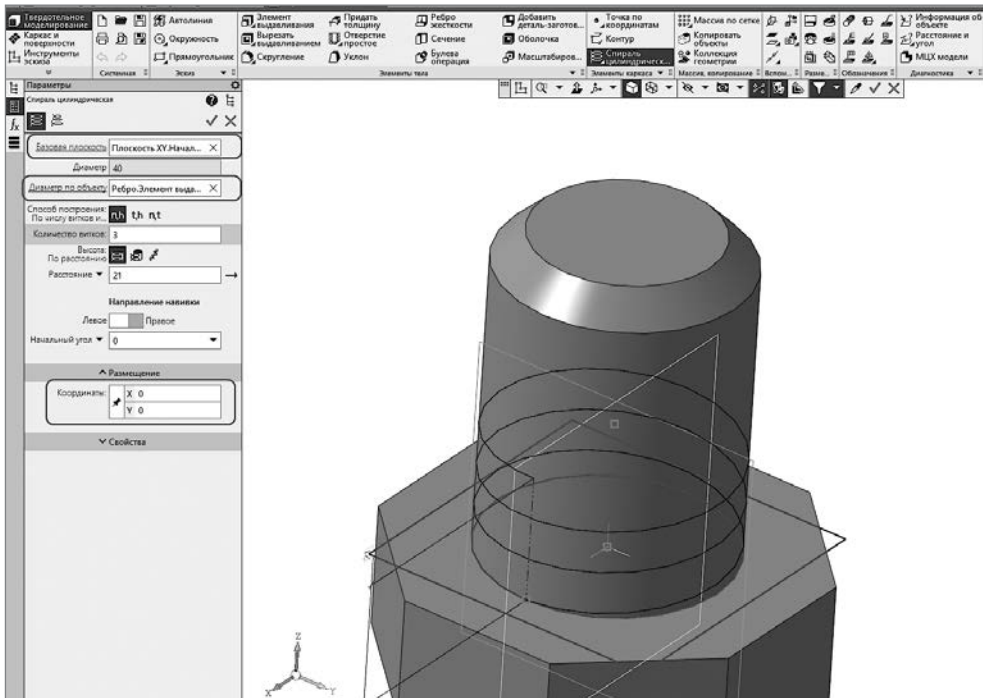 Твердотельное моделирование
Каркас и поверхности
Инструменты эскиза
Системная
Автолиния
Окружность
Прямоугольник
Эскиз
Элемент выдавливания
Вырезать выдавливанием
Скругление
Придать толщину
Отверстие простое
Уклон
Ребро жесткости
Сечение
Булева операция
Добавить деталь-заготов...
Оболочка
Масштабиров...
Элементы тела
Точка по координатам
Контур
Спираль цилиндрическ...
Элементы каркаса
Массив по сетке
Копировать объекты
Коллекция геометрии
Массив, копирование
Вспом...
Разме...
Обозначения
Информация об объекте
Расстояние и угол
МЦХ модели
Диагностика
Параметры
Спираль цилиндрическая
Базовая плоскость Плоскость XY.Начал...
Диаметр 40
Диаметр по объекту Ребро.Элемент выда...
Способ построения:
По числу витков и... n,h t,h n,t
Количество витков: 3
Высота:
По расстоянию
Расстояние 21
Направление навивки
Левое Правое
Начальный угол 0
Размещение
Координаты: X 0
Y 0
Свойства
Z
X
Y